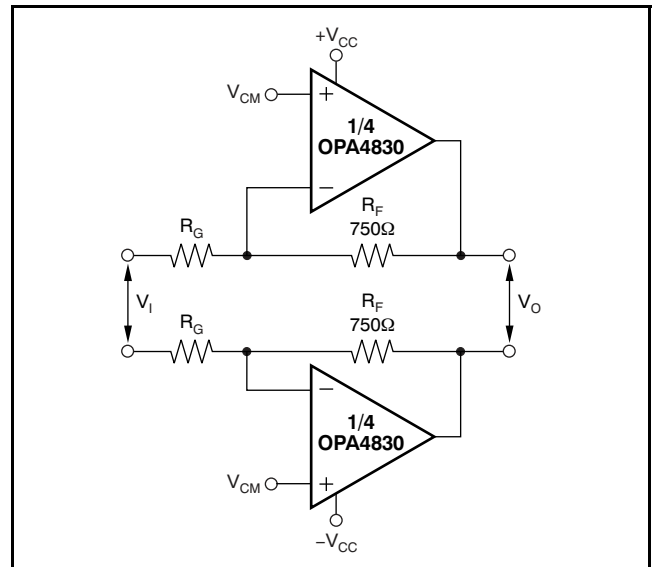 +VCC
VCM
+
1/4
OPA4830
−
RG
RF
750Ω
VI
VO
RG
RF
750Ω
−
1/4
OPA4830
VCM
+
−VCC